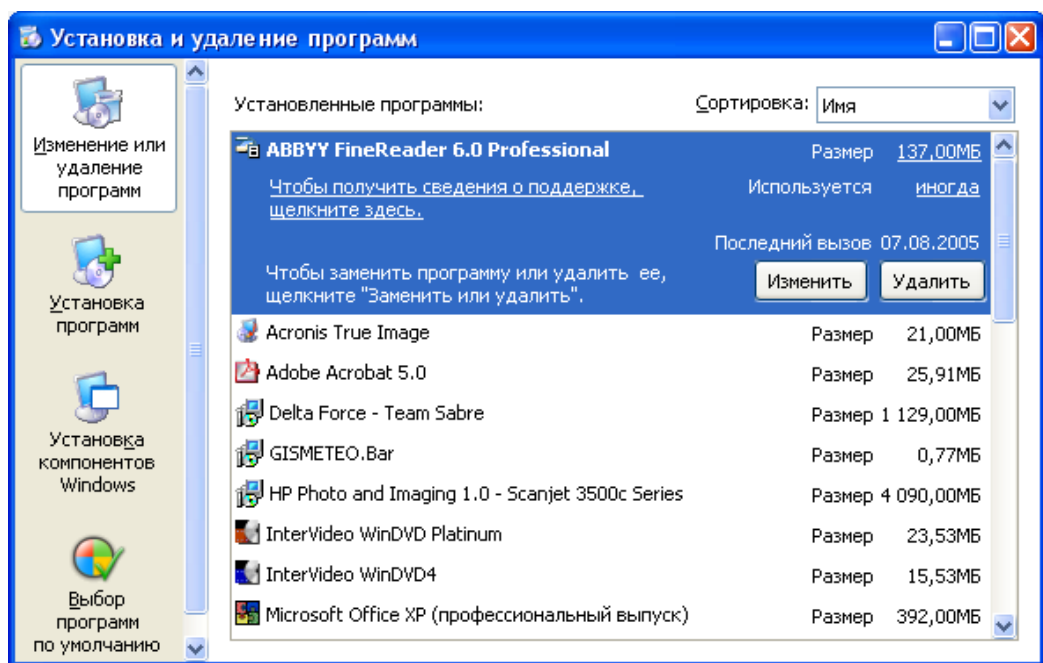 Установка и удаление программ
Изменение или
удаление
программ
Установка
программ
Установка
компонентов
Windows
Выбор
программ
по умолчанию
Установленные программы:
Сортировка: Имя
ABBYY FineReader 6.0 Professional Размер 137,00МБ
Чтобы получить сведения о поддержке, Используется иногда
щелкните здесь.
Последний вызов 07.08.2005
Чтобы заменить программу или удалить ее, Изменить Удалить
щелкните "Заменить или удалить".
Acronis True Image Размер 21,00МБ
Adobe Acrobat 5.0 Размер 25,91МБ
Delta Force - Team Sabre Размер 1 129,00МБ
GISMETEO.Bar Размер 0,77МБ
HP Photo and Imaging 1.0 - Scanjet 3500c Series Размер 4 090,00МБ
InterVideo WinDVD Platinum Размер 23,53МБ
InterVideo WinDVD4 Размер 15,53МБ
Microsoft Office XP (профессиональный выпуск) Размер 392,00МБ